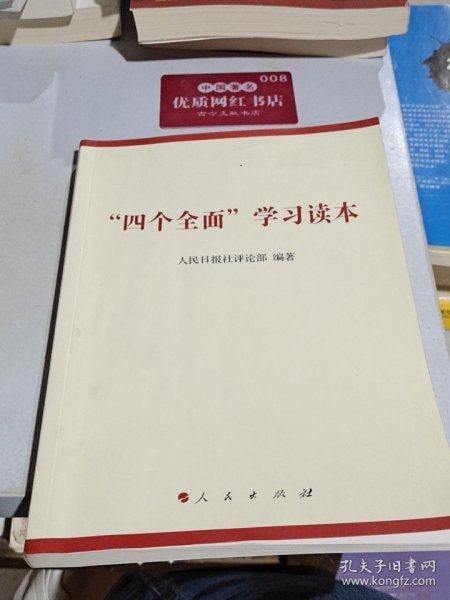 008
中国著名
优质网红书店
古今文献书店
“四个全面”学习读本
人民日报社评论部 编著
人民出版社
孔夫子旧书网
www.kongfz.com